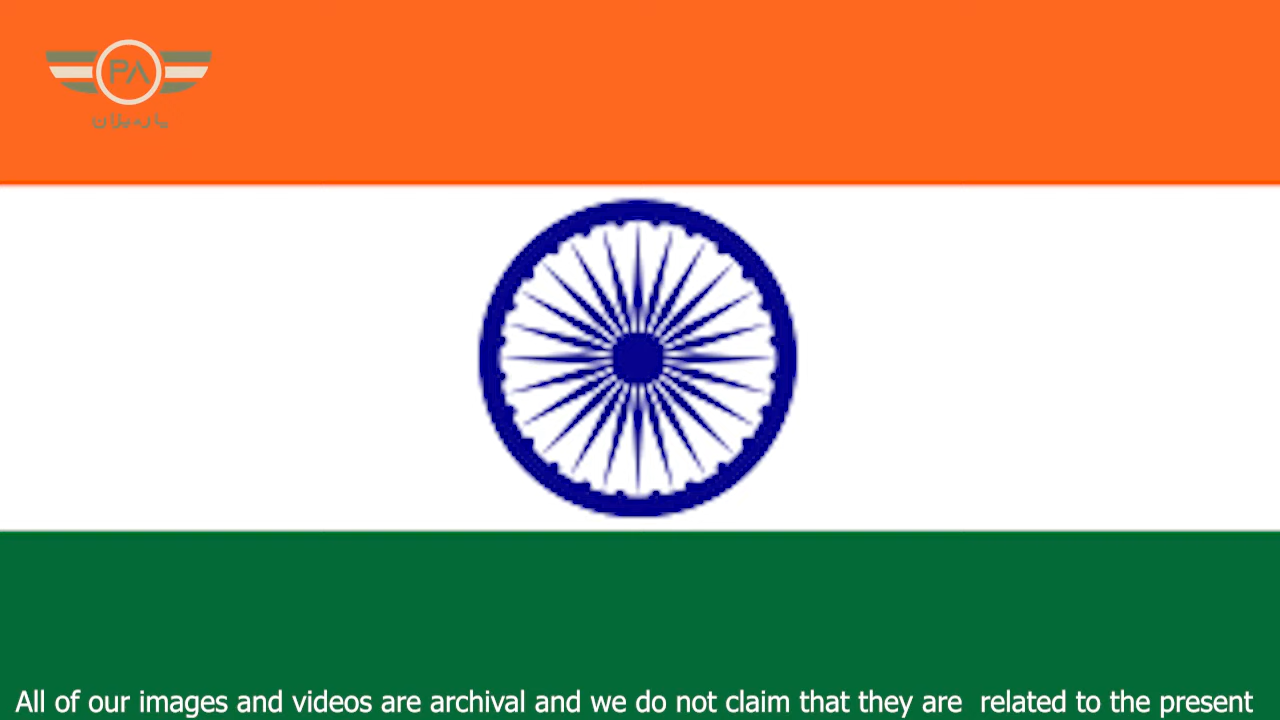 PA
All of our images and videos are archival and we do not claim that they are  related to the present